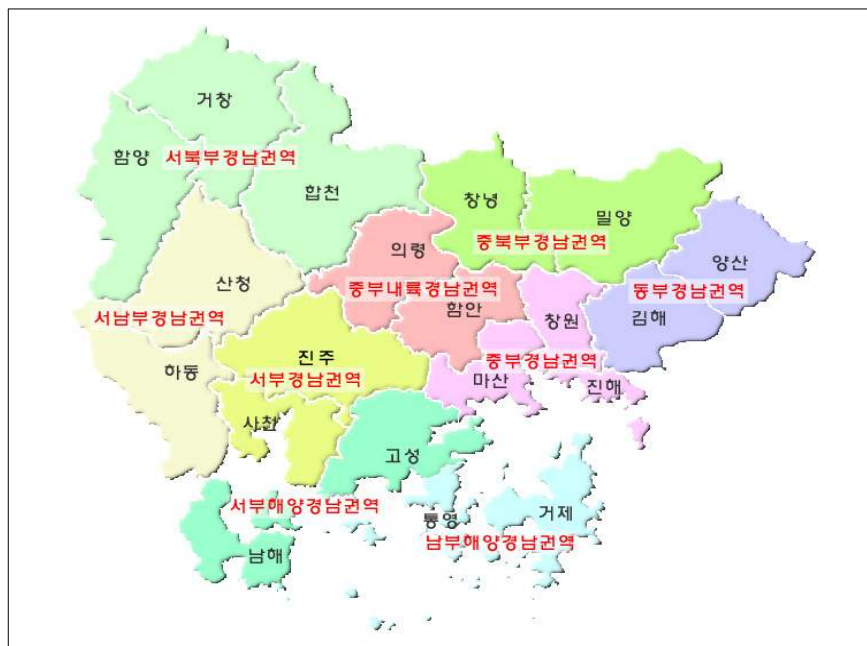 거창
함양
서북부경남권역
합천
창녕
밀양
의령
중북부경남권역
양산
산청
중부내륙경남권역
동부경남권역
함안
창원
김해
서남부경남권역
진주
중부경남권역
하동
서부경남권역
마산
진해
사천
고성
서부해양경남권역
통영
거제
남부해양경남권역
남해